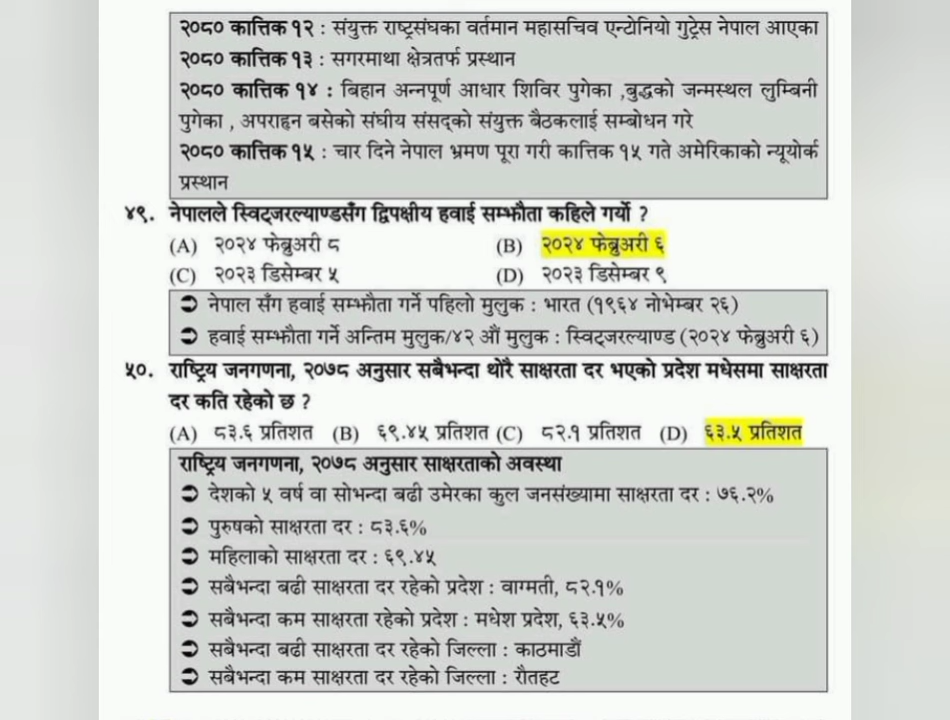 २०८० कात्तिक १२ : संयुक्त राष्ट्रसंघका वर्तमान महासचिव एन्टोनियो गुट्रेस नेपाल आएका
२०८० कात्तिक १३ : सगरमाथा क्षेत्रतर्फ प्रस्थान
२०८० कात्तिक १४ : बिहान अन्नपूर्ण आधार शिविर पुगेका ,बुद्धको जन्मस्थल लुम्बिनी
पुगेका , अपराह्न बसेको संघीय संसद्को संयुक्त बैठकलाई सम्बोधन गरे
२०८० कात्तिक १५ : चार दिने नेपाल भ्रमण पूरा गरी कात्तिक १५ गते अमेरिकाको न्यूयोर्क
प्रस्थान
४९. नेपालले स्विट्जरल्याण्डसँग द्विपक्षीय हवाई सम्झौता कहिले गर्यो ?
(A) २०२४ फेब्रुअरी ८ (B) २०२४ फेब्रुअरी ६
(C) २०२३ डिसेम्बर ५ (D) २०२३ डिसेम्बर ९
➲ नेपाल सँग हवाई सम्झौता गर्ने पहिलो मुलुक : भारत (१९६४ नोभेम्बर २६)
➲ हवाई सम्झौता गर्ने अन्तिम मुलुक/४२ औं मुलुक : स्विट्जरल्याण्ड (२०२४ फेब्रुअरी ६)
५०. राष्ट्रिय जनगणना, २०७८ अनुसार सबैभन्दा थोरै साक्षरता दर भएको प्रदेश मधेसमा साक्षरता
दर कति रहेको छ ?
(A) ८३.६ प्रतिशत (B) ६९.४५ प्रतिशत (C) ८२.१ प्रतिशत (D) ६३.५ प्रतिशत
राष्ट्रिय जनगणना, २०७८ अनुसार साक्षरताको अवस्था
➲ देशको ५ वर्ष वा सोभन्दा बढी उमेरका कुल जनसंख्यामा साक्षरता दर : ७६.२%
➲ पुरुषको साक्षरता दर : ८३.६%
➲ महिलाको साक्षरता दर : ६९.४५
➲ सबैभन्दा बढी साक्षरता दर रहेको प्रदेश : वाग्मती, ८२.१%
➲ सबैभन्दा कम साक्षरता रहेको प्रदेश : मधेश प्रदेश, ६३.५%
➲ सबैभन्दा बढी साक्षरता दर रहेको जिल्ला : काठमाडौं
➲ सबैभन्दा कम साक्षरता दर रहेको जिल्ला : रौतहट